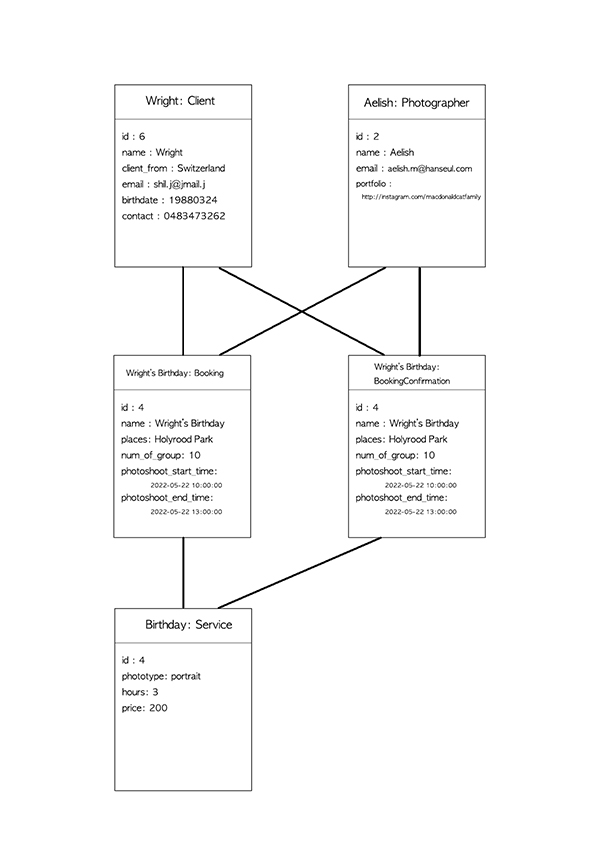 Wright: Client
id : 6
name : Wright
client_from : Switzerland
email : shil.j@jmail.j
birthdate : 19880324
contact : 0483473262
Aelish: Photographer
id : 2
name : Aelish
email : aelish.m@hanseul.com
portfolio :
http://instagram.com/macdonaldcatfamily
Wright's Birthday: Booking
id : 4
name : Wright's Birthday
places: Holyrood Park
num_of_group: 10
photoshoot_start_time:
2022-05-22 10:00:00
photoshoot_end_time:
2022-05-22 13:00:00
Wright's Birthday:
BookingConfirmation
id : 4
name : Wright's Birthday
places: Holyrood Park
num_of_group: 10
photoshoot_start_time:
2022-05-22 10:00:00
photoshoot_end_time:
2022-05-22 13:00:00
Birthday: Service
id : 4
phototype: portrait
hours: 3
price: 200